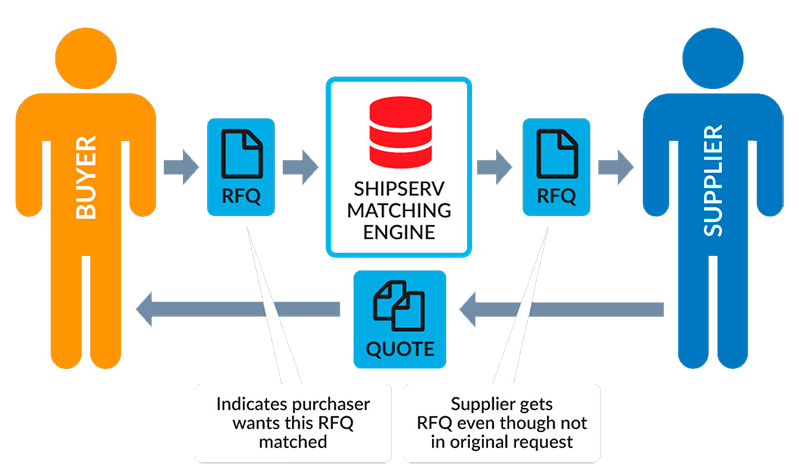 BUYER
RFQ
SHIPSERV
MATCHING
ENGINE
RFQ
SUPPLIER
QUOTE
Indicates purchaser
wants this RFQ
matched
Supplier gets
RFQ even though not
in original request